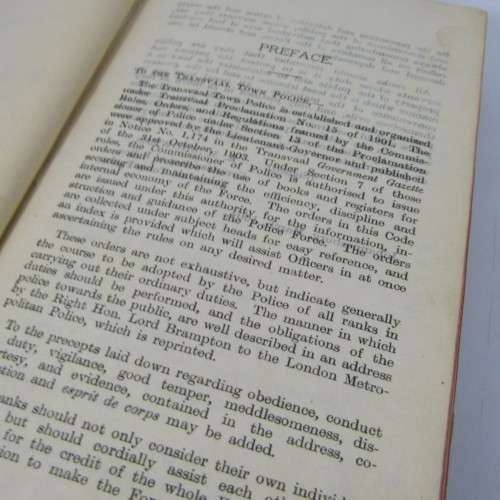 PREFACE
TO THE TRANSVAAL TOWN POLICE,
The Transvaal Town Police is established and organized
under Transvaal Proclamation No. 15 of 1901. The
Rules, Orders, and Regulations framed by the Commis-
sioner of Police under Section 13 of the Proclamation
were approved by the Lieutenant-Governor and published
in Notice No. 1,174 in the Transvaal Government Gazette
of the 31st October, 1903. Under Section 7 of those
rules the Commissioner of Police is authorised to issue
orders and prescribe the use of books and registers for
securing and maintaining the efficiency, discipline and
internal economy of the Force. The orders in this Code
are issued under this authority for the information, in-
struction and guidance of the Police Force. The orders
are collected under subject heads for easy reference, and
an index is provided which will assist Officers in at once
ascertaining the rules on any desired matter.
These orders are not exhaustive, but indicate generally
the course to be adopted by the Police of all ranks in
carrying out their ordinary duties. The manner in which
duties should be performed, and the obligations of the
police towards the public, are well described in an address
by the Right Hon. Lord Brampton to the London Metro-
politan Police, which is reprinted.
To the precepts laid down regarding obedience, conduct
duty, vigilance, good temper, meddlesomeness, dis-
rtesy, and evidence, contained in the address, co-
tion and esprit de corps may be added.
anks should not only consider their own indivi
but should cordially assist each oth
for the credit of the whole
tion to make the For